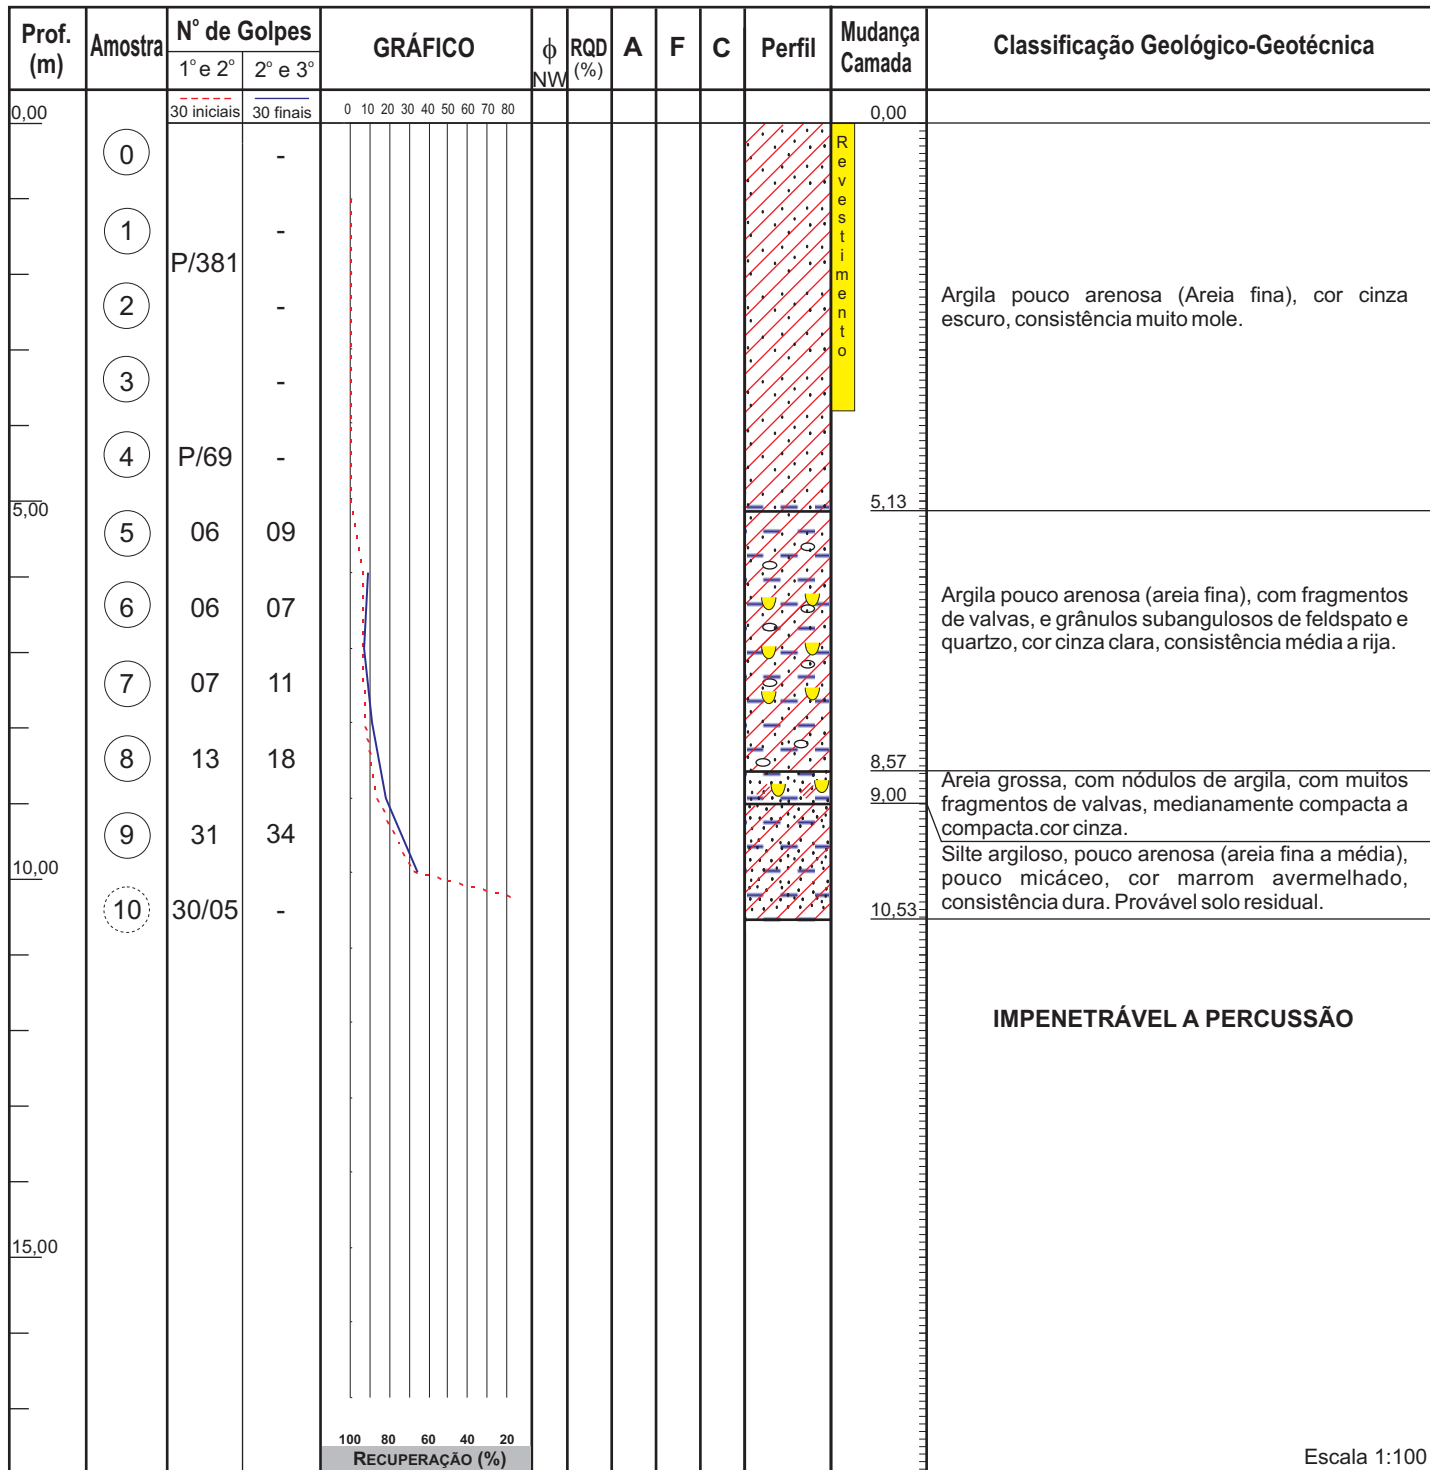 Prof. (m)
Amostra
N° de Golpes
1° e 2°
2° e 3°
GRÁFICO
ϕ NW
RQD (%)
A
F
C
Perfil
Mudança Camada
Classificação Geológico-Geotécnica
0,00
30 iniciais
30 finais
0 10 20 30 40 50 60 70 80
0,00
Revestimento
0 -
1 -
P/381
2 -
3 -
4 P/69 -
Argila pouco arenosa (Areia fina), cor cinza
escuro, consistência muito mole.
5,00
5,13
5 06 09
6 06 07
7 07 11
8 13 18
Argila pouco arenosa (areia fina), com fragmentos
de valvas, e grânulos subangulosos de feldspato e
quartzo, cor cinza clara, consistência média a rija.
8,57
Areia grossa, com nódulos de argila, com muitos
fragmentos de valvas, medianamente compacta a
compacta.cor cinza.
9,00
9 31 34
Silte argiloso, pouco arenosa (areia fina a média),
pouco micáceo, cor marrom avermelhado,
consistência dura. Provável solo residual.
10,00
10 30/05 -
10,53
IMPENETRÁVEL A PERCUSSÃO
15,00
100 80 60 40 20
RECUPERAÇÃO (%)
Escala 1:100